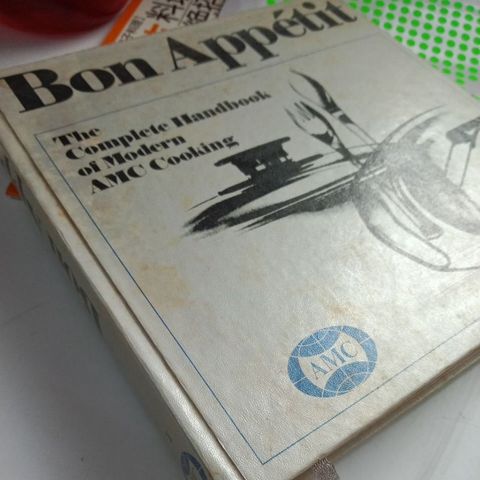 Bon Appétit
The
Complete Handbook
of Modern
AMC Cooking
AMC